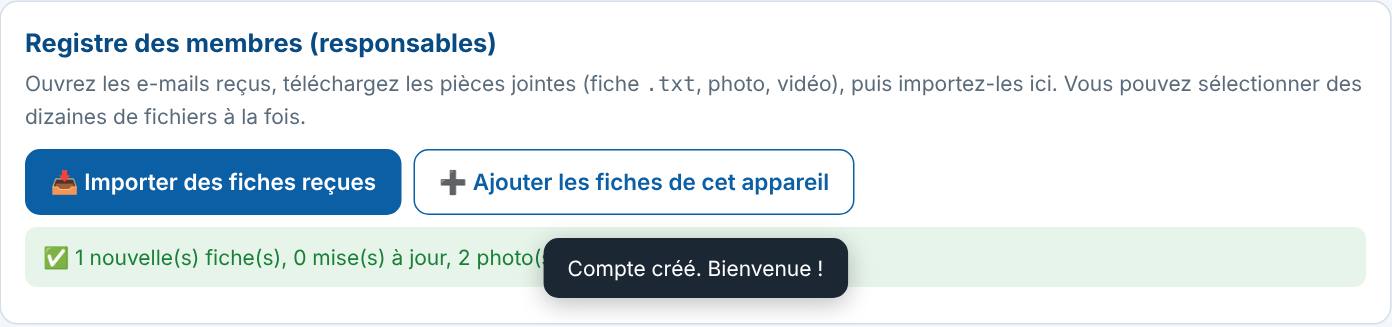 Registre des membres (responsables)
Ouvrez les e-mails reçus, téléchargez les pièces jointes (fiche .txt, photo, vidéo), puis importez-les ici. Vous pouvez sélectionner des
dizaines de fichiers à la fois.
📥 Importer des fiches reçues
➕ Ajouter les fiches de cet appareil
✅ 1 nouvelle(s) fiche(s), 0 mise(s) à jour, 2 photo(
Compte créé. Bienvenue !